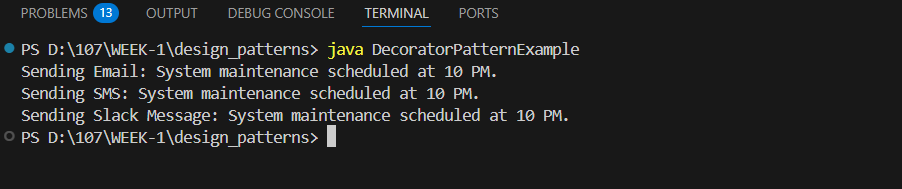 PROBLEMS 13 OUTPUT DEBUG CONSOLE TERMINAL PORTS
PS D:\107\WEEK-1\design_patterns> java DecoratorPatternExample
Sending Email: System maintenance scheduled at 10 PM.
Sending SMS: System maintenance scheduled at 10 PM.
Sending Slack Message: System maintenance scheduled at 10 PM.
PS D:\107\WEEK-1\design_patterns>